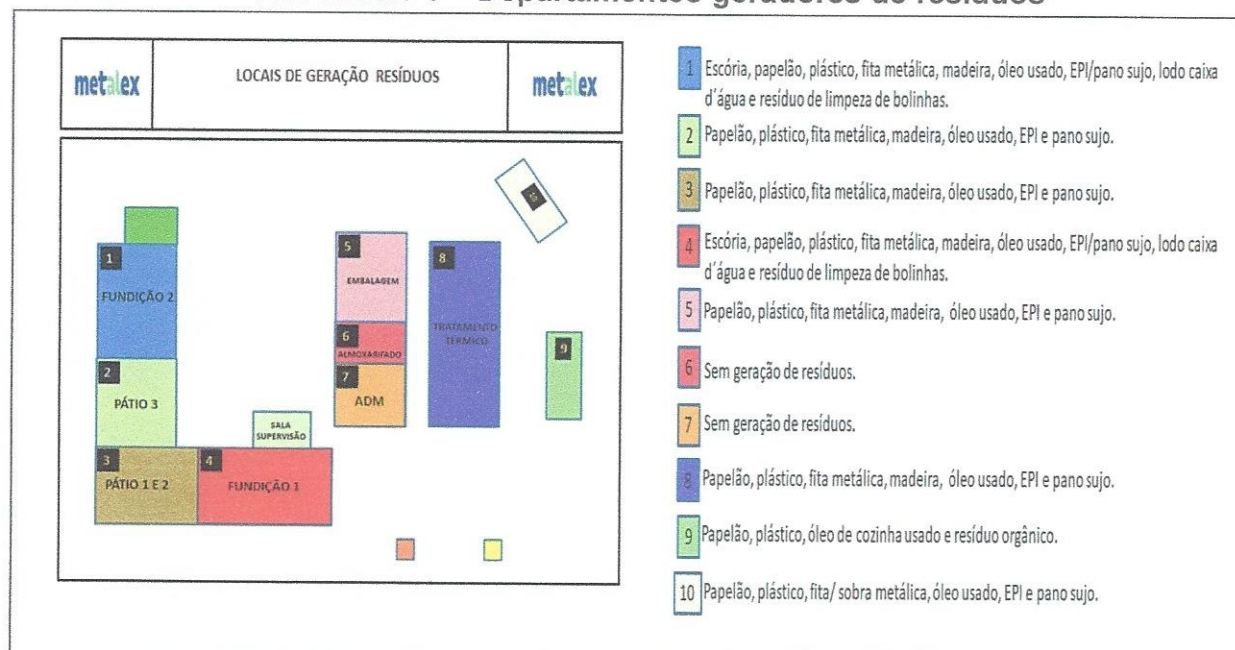 Departamentos geradores de resíduos
metalex
LOCAIS DE GERAÇÃO RESÍDUOS
metalex
10
1
FUNDIÇÃO 2
2
PÁTIO 3
3
PÁTIO 1 E 2
4
FUNDIÇÃO 1
SALA
SUPERVISÃO
5
EMBALAGEM
6
ALMOXARIFADO
7
ADM
8
TRATAMENTO
TÉRMICO
9
1 Escória, papelão, plástico, fita metálica, madeira, óleo usado, EPI/pano sujo, lodo caixa
d´água e resíduo de limpeza de bolinhas.
2 Papelão, plástico, fita metálica, madeira, óleo usado, EPI e pano sujo.
3 Papelão, plástico, fita metálica, madeira, óleo usado, EPI e pano sujo.
4 Escória, papelão, plástico, fita metálica, madeira, óleo usado, EPI/pano sujo, lodo caixa
d´água e resíduo de limpeza de bolinhas.
5 Papelão, plástico, fita metálica, madeira, óleo usado, EPI e pano sujo.
6 Sem geração de resíduos.
7 Sem geração de resíduos.
8 Papelão, plástico, fita metálica, madeira, óleo usado, EPI e pano sujo.
9 Papelão, plástico, óleo de cozinha usado e resíduo orgânico.
10 Papelão, plástico, fita/ sobra metálica, óleo usado, EPI e pano sujo.